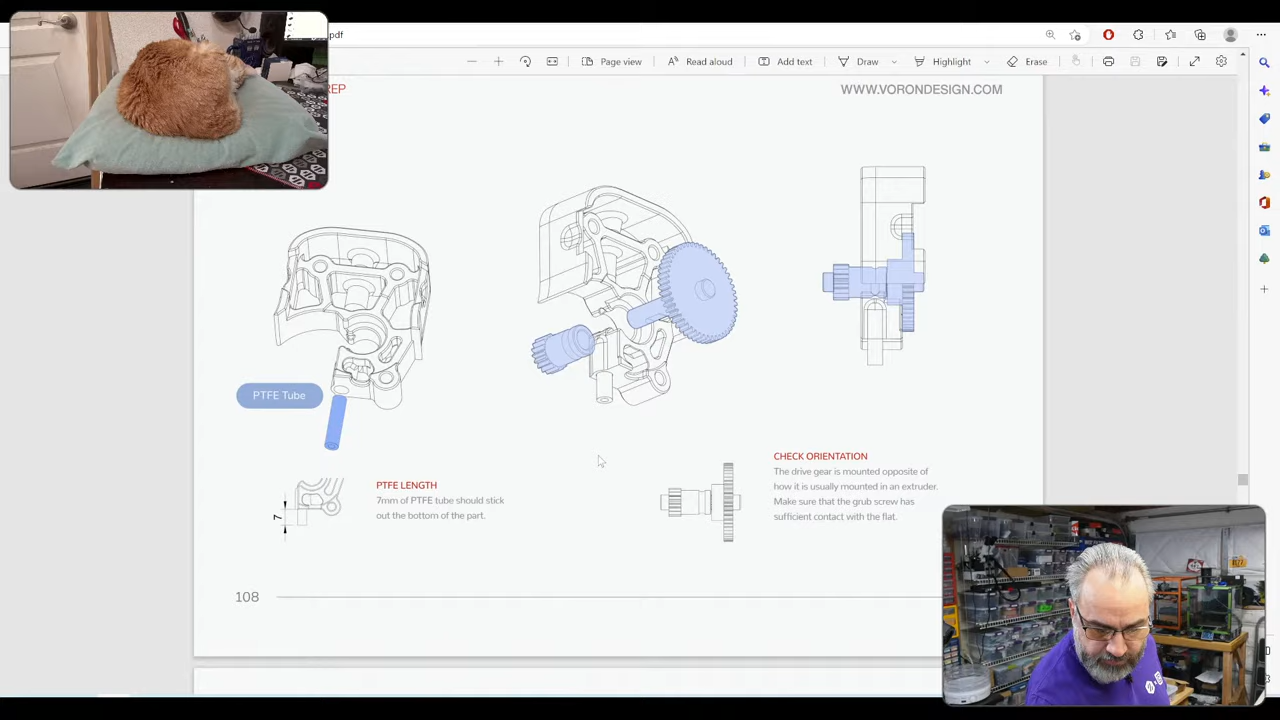 .pdf
Page view
Read aloud
Add text
Draw
Highlight
Erase
REP
WWW.VORONDESIGN.COM
PTFE Tube
7
PTFE LENGTH
7mm of PTFE tube should stick
out the bottom of the part.
CHECK ORIENTATION
The drive gear is mounted opposite of
how it is usually mounted in an extruder.
Make sure that the grub screw has
sufficient contact with the flat.
108